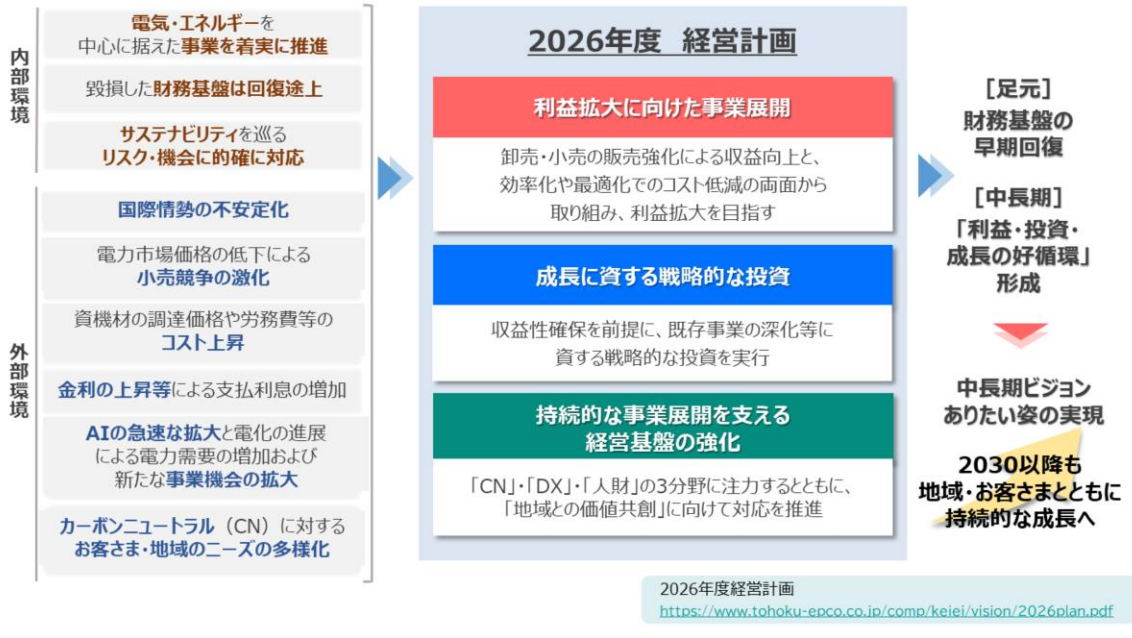 内部環境
電気・エネルギーを
中心に据えた事業を着実に推進
毀損した財務基盤は回復途上
サステナビリティを巡る
リスク・機会に的確に対応
外部環境
国際情勢の不安定化
電力市場価格の低下による
小売競争の激化
資機材の調達価格や労務費等の
コスト上昇
金利の上昇等による支払利息の増加
AIの急速な拡大と電化の進展
による電力需要の増加および
新たな事業機会の拡大
カーボンニュートラル（CN）に対する
お客さま・地域のニーズの多様化
2026年度 経営計画
利益拡大に向けた事業展開
卸売・小売の販売強化による収益向上と、
効率化や最適化でのコスト低減の両面から
取り組み、利益拡大を目指す
成長に資する戦略的な投資
収益性確保を前提に、既存事業の深化等に
資する戦略的な投資を実行
持続的な事業展開を支える
経営基盤の強化
「CN」・「DX」・「人財」の3分野に注力するとともに、
「地域との価値共創」に向けて対応を推進
［足元］
財務基盤の
早期回復
［中長期］
「利益・投資・
成長の好循環」
形成
中長期ビジョン
ありたい姿の実現
2030以降も
地域・お客さまとともに
持続的な成長へ
2026年度経営計画
https://www.tohoku-epco.co.jp/comp/keiei/vision/2026plan.pdf